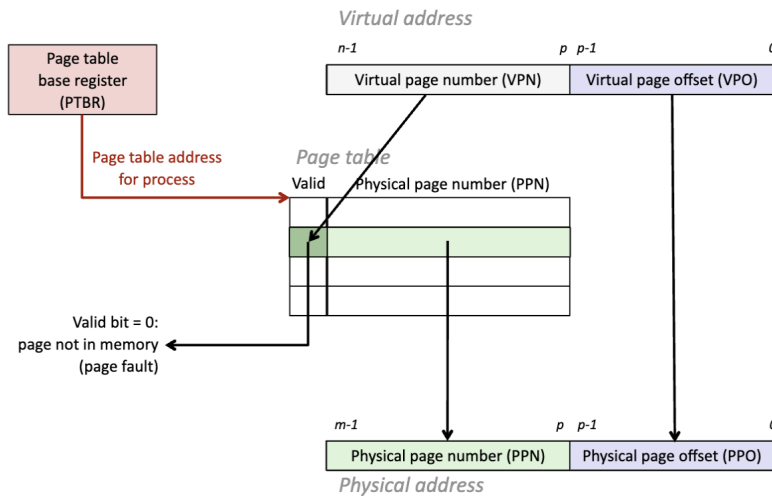 Virtual address
n-1 p p-1 0
Page table
base register
(PTBR)
Virtual page number (VPN) Virtual page offset (VPO)
Page table address
for process
Page table
Valid Physical page number (PPN)
Valid bit = 0:
page not in memory
(page fault)
m-1 p p-1 0
Physical page number (PPN) Physical page offset (PPO)
Physical address